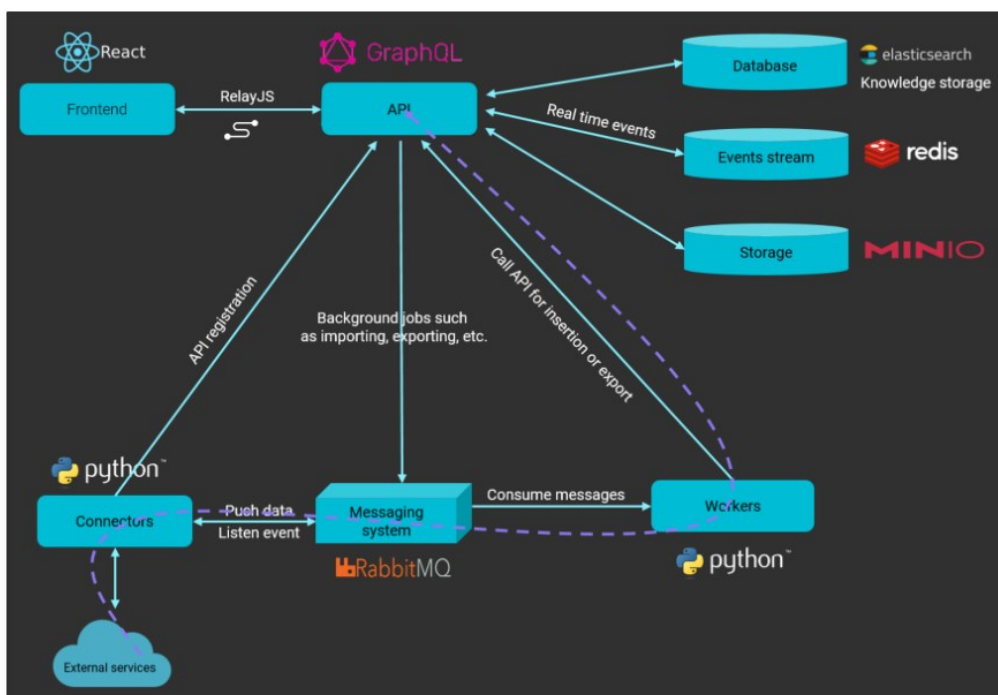 React
GraphQL
Frontend
RelayJS
API
Database
elasticsearch
Knowledge storage
Real time events
Events stream
redis
Storage
MINIO
API registration
Background jobs such
as importing, exporting, etc.
Call API for insertion or export
python™
Connectors
Push data
Listen event
Messaging
system
RabbitMQ
Consume messages
Workers
python™
External services